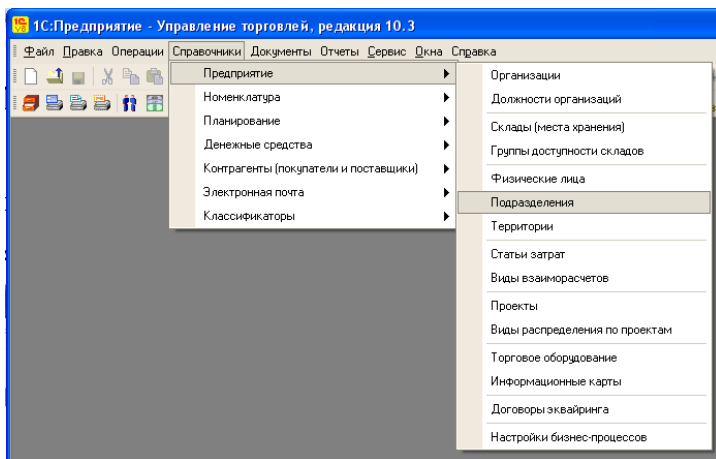 1С:Предприятие - Управление торговлей, редакция 10.3
Файл Правка Операции Справочники Документы Отчеты Сервис Окна Справка
Предприятие
Номенклатура
Планирование
Денежные средства
Контрагенты (покупатели и поставщики)
Электронная почта
Классификаторы
Организации
Должности организаций
Склады (места хранения)
Группы доступности складов
Физические лица
Подразделения
Территории
Статьи затрат
Виды взаиморасчетов
Проекты
Виды распределения по проектам
Торговое оборудование
Информационные карты
Договоры эквайринга
Настройки бизнес-процессов